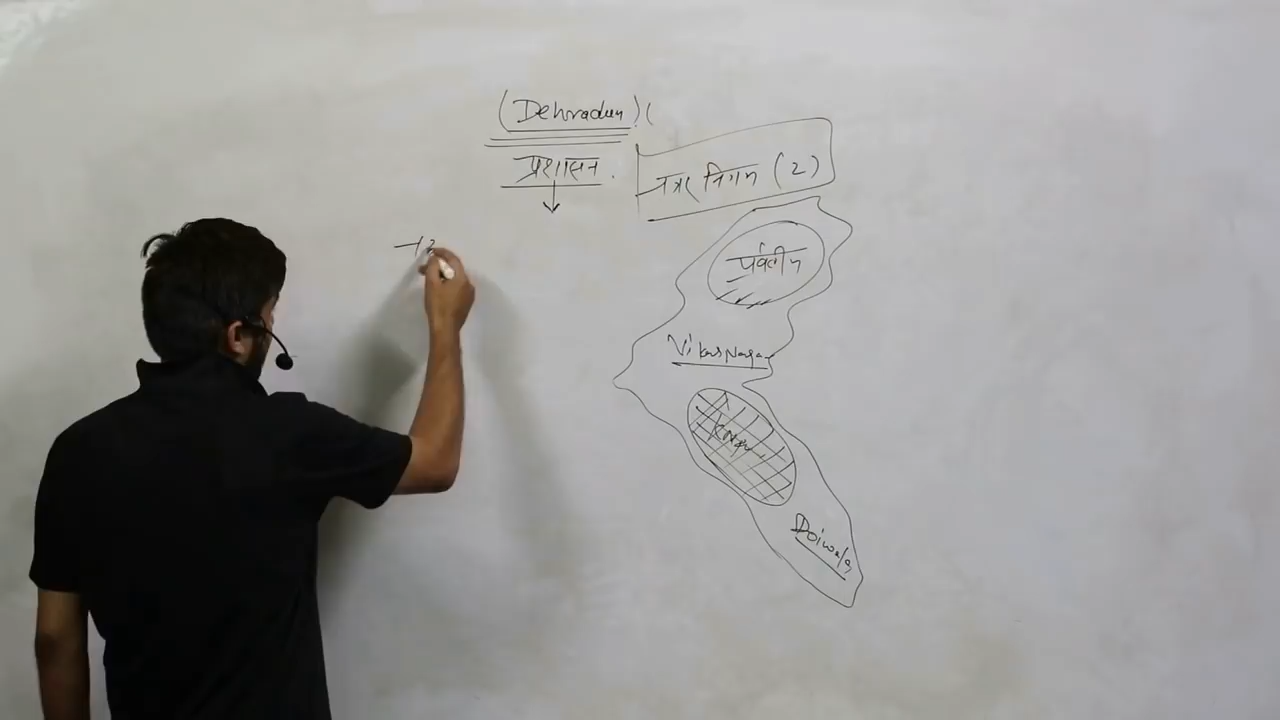 (Dehradun) (
प्रशासन .
नगर निगम (2)
पर्वतीय
VikasNagar
Doiwala